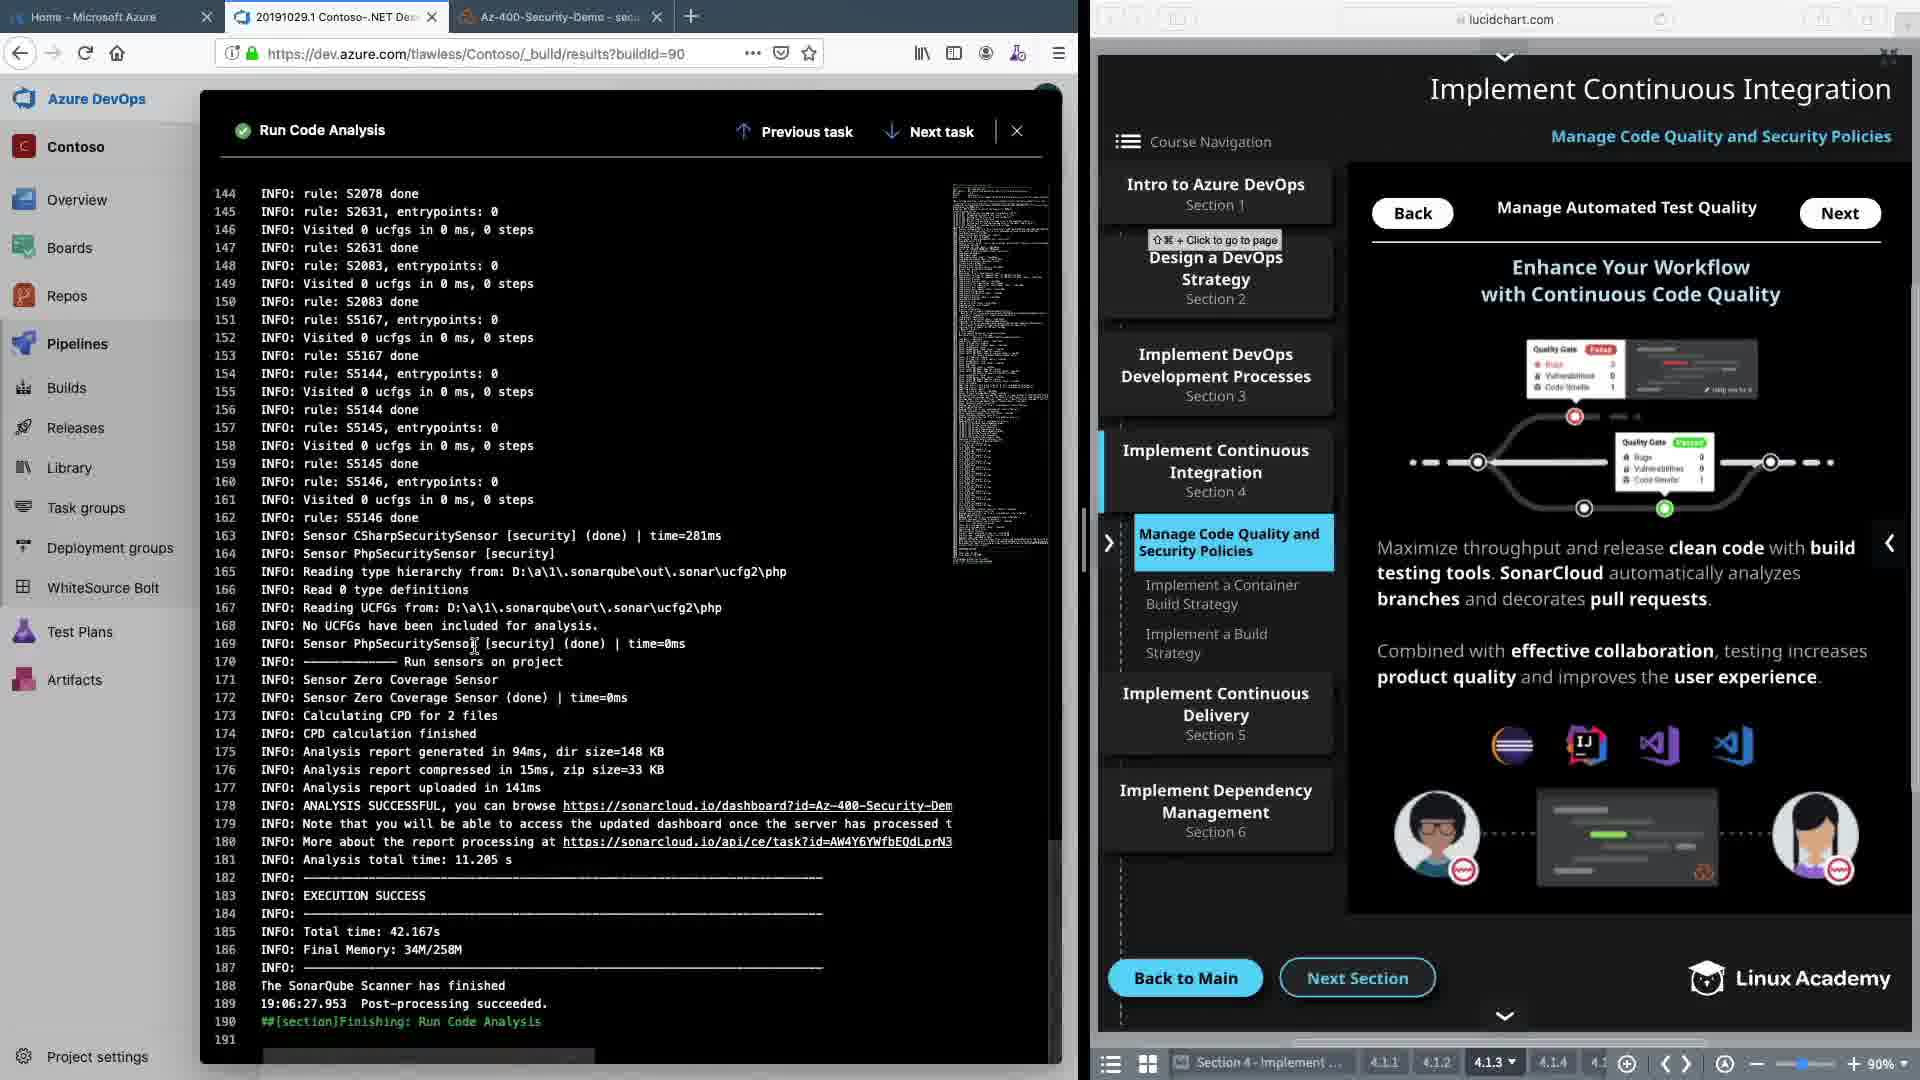 Home - Microsoft Azure
20191029.1 Contoso-.NET De
Az-400-Security-Demo - sec
https://dev.azure.com/tlawless/Contoso/_build/results?buildId=90
Azure DevOps
Contoso
Overview
Boards
Repos
Pipelines
Builds
Releases
Library
Task groups
Deployment groups
WhiteSource Bolt
Test Plans
Artifacts
Project settings
Run Code Analysis
Previous task
Next task
144 INFO: rule: S2078 done
145 INFO: rule: S2631, entrypoints: 0
146 INFO: Visited 0 ucfgs in 0 ms, 0 steps
147 INFO: rule: S2631 done
148 INFO: rule: S2083, entrypoints: 0
149 INFO: Visited 0 ucfgs in 0 ms, 0 steps
150 INFO: rule: S2083 done
151 INFO: rule: S5167, entrypoints: 0
152 INFO: Visited 0 ucfgs in 0 ms, 0 steps
153 INFO: rule: S5167 done
154 INFO: rule: S5144, entrypoints: 0
155 INFO: Visited 0 ucfgs in 0 ms, 0 steps
156 INFO: rule: S5144 done
157 INFO: rule: S5145, entrypoints: 0
158 INFO: Visited 0 ucfgs in 0 ms, 0 steps
159 INFO: rule: S5145 done
160 INFO: rule: S5146, entrypoints: 0
161 INFO: Visited 0 ucfgs in 0 ms, 0 steps
162 INFO: rule: S5146 done
163 INFO: Sensor CSharpSecuritySensor [security] (done) | time=281ms
164 INFO: Sensor PhpSecuritySensor [security]
165 INFO: Reading type hierarchy from: D:\a\1\.sonarqube\out\.sonar\ucfg2\php
166 INFO: Read 0 type definitions
167 INFO: Reading UCFGs from: D:\a\1\.sonarqube\out\.sonar\ucfg2\php
168 INFO: No UCFGs have been included for analysis.
169 INFO: Sensor PhpSecuritySensor [security] (done) | time=0ms
170 INFO: ------------- Run sensors on project
171 INFO: Sensor Zero Coverage Sensor
172 INFO: Sensor Zero Coverage Sensor (done) | time=0ms
173 INFO: Calculating CPD for 2 files
174 INFO: CPD calculation finished
175 INFO: Analysis report generated in 94ms, dir size=148 KB
176 INFO: Analysis report compressed in 15ms, zip size=33 KB
177 INFO: Analysis report uploaded in 141ms
178 INFO: ANALYSIS SUCCESSFUL, you can browse https://sonarcloud.io/dashboard?id=Az-400-Security-Dem
179 INFO: Note that you will be able to access the updated dashboard once the server has processed t
180 INFO: More about the report processing at https://sonarcloud.io/api/ce/task?id=AW4Y6YWfbEQdLprN3
181 INFO: Analysis total time: 11.205 s
182 INFO: ------------------------------------------------------------------------
183 INFO: EXECUTION SUCCESS
184 INFO: ------------------------------------------------------------------------
185 INFO: Total time: 42.167s
186 INFO: Final Memory: 34M/258M
187 INFO: ------------------------------------------------------------------------
188 The SonarQube Scanner has finished
189 19:06:27.953 Post-processing succeeded.
190 ##[section]Finishing: Run Code Analysis
191
lucidchart.com
Implement Continuous Integration
Manage Code Quality and Security Policies
Course Navigation
Intro to Azure DevOps
Section 1
⇧⌘ + Click to go to page
Design a DevOps
Strategy
Section 2
Implement DevOps
Development Processes
Section 3
Implement Continuous
Integration
Section 4
Manage Code Quality and
Security Policies
Implement a Container
Build Strategy
Implement a Build
Strategy
Implement Continuous
Delivery
Section 5
Implement Dependency
Management
Section 6
Back
Manage Automated Test Quality
Next
Enhance Your Workflow
with Continuous Code Quality
Quality Gate Failed
Bugs 3
Vulnerabilities 0
Code Smells 1
Quality Gate Passed
Bugs 0
Vulnerabilities 0
Code Smells 1
Maximize throughput and release clean code with build
testing tools. SonarCloud automatically analyzes
branches and decorates pull requests.
Combined with effective collaboration, testing increases
product quality and improves the user experience.
IJ
Back to Main
Next Section
Linux Academy
Section 4 - Implement ...
4.1.1
4.1.2
4.1.3
4.1.4
4.1
90%